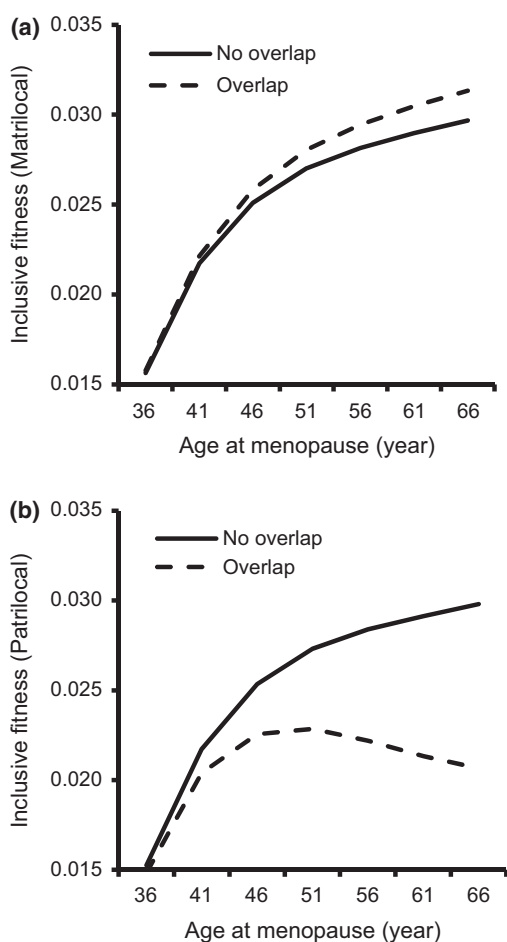 (a)
0.035
No overlap
Overlap
0.030
0.025
0.020
0.015
Inclusive fitness (Matrilocal)
36 41 46 51 56 61 66
Age at menopause (year)
(b)
0.035
No overlap
Overlap
0.030
0.025
0.020
0.015
Inclusive fitness (Patrilocal)
36 41 46 51 56 61 66
Age at menopause (year)